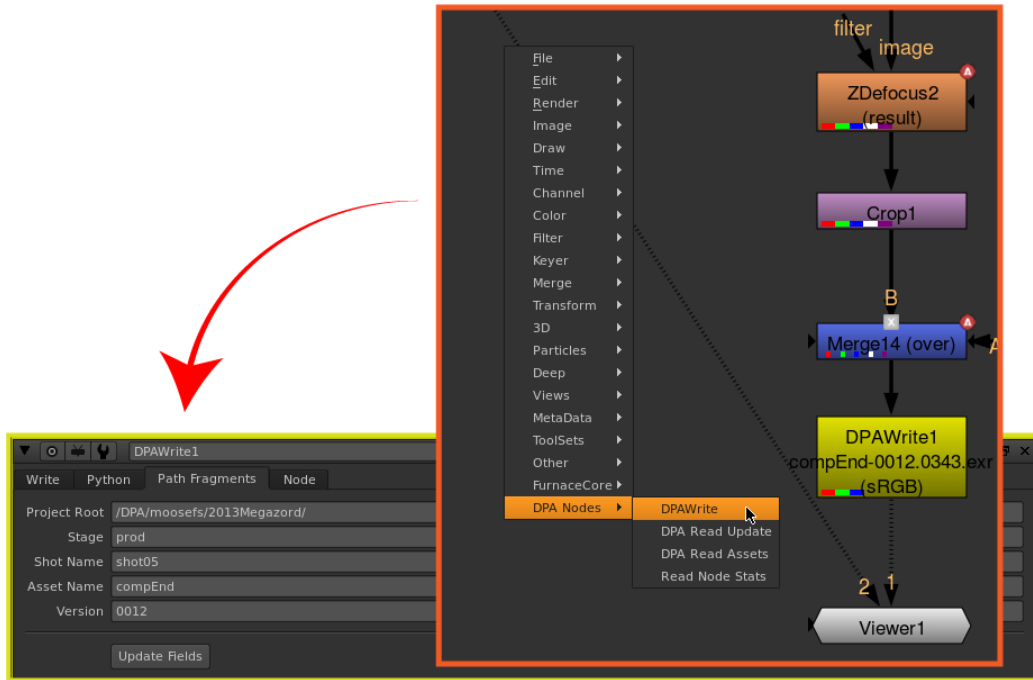 File
Edit
Render
Image
Draw
Time
Channel
Color
Filter
Keyer
Merge
Transform
3D
Particles
Deep
Views
MetaData
ToolSets
Other
FurnaceCore
DPA Nodes
DPAWrite
DPA Read Update
DPA Read Assets
Read Node Stats
filter
image
A
ZDefocus2
(result)
Crop1
B
X
A
Merge14 (over)
A
DPAWrite1
compEnd-0012.0343.exr
(sRGB)
2
1
Viewer1
DPAWrite1
Write Python Path Fragments Node
Project Root /DPA/moosefs/2013Megazord/
Stage prod
Shot Name shot05
Asset Name compEnd
Version 0012
Update Fields